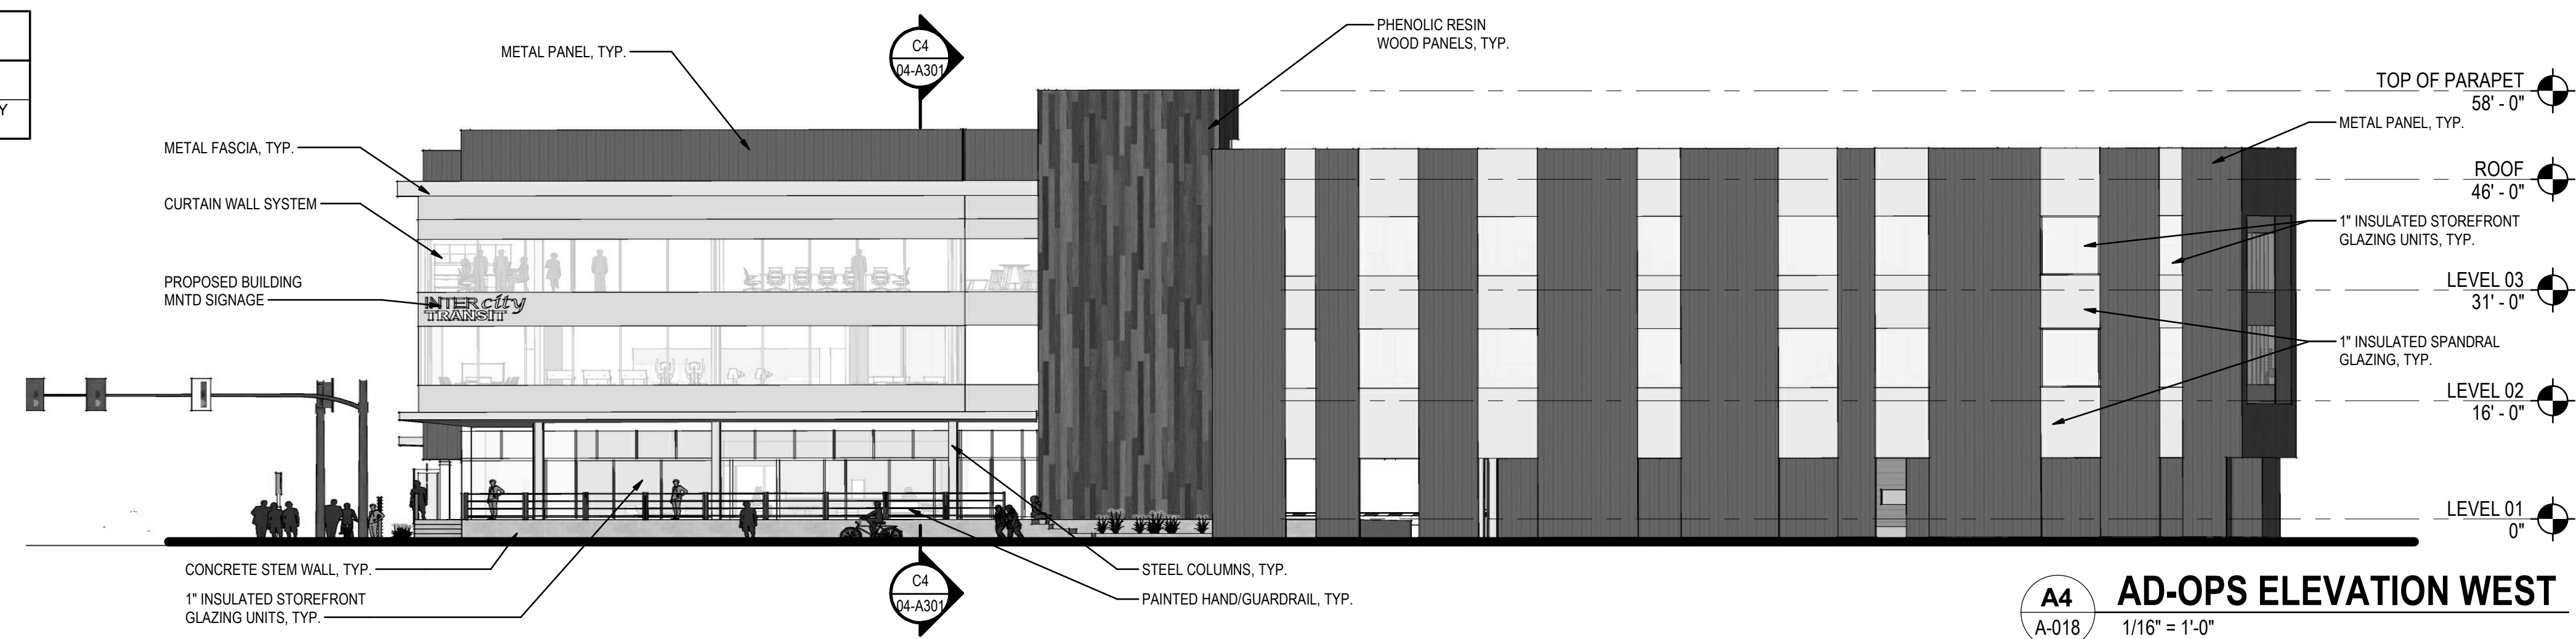 Y
METAL PANEL, TYP.
C4
04-A301
PHENOLIC RESIN
WOOD PANELS, TYP.
TOP OF PARAPET
58' - 0"
METAL PANEL, TYP.
METAL FASCIA, TYP.
CURTAIN WALL SYSTEM
PROPOSED BUILDING
MNTD SIGNAGE
INTER city
TRANSIT
ROOF
46' - 0"
1" INSULATED STOREFRONT
GLAZING UNITS, TYP.
LEVEL 03
31' - 0"
1" INSULATED SPANDRAL
GLAZING, TYP.
LEVEL 02
16' - 0"
LEVEL 01
0"
CONCRETE STEM WALL, TYP.
1" INSULATED STOREFRONT
GLAZING UNITS, TYP.
C4
04-A301
STEEL COLUMNS, TYP.
PAINTED HAND/GUARDRAIL, TYP.
A4
A-018
AD-OPS ELEVATION WEST
1/16" = 1'-0"